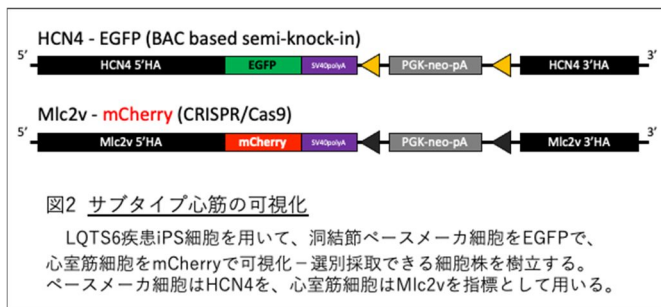 HCN4 - EGFP (BAC based semi-knock-in)
5’ 3’
HCN4 5’HA EGFP SV40polyA PGK-neo-pA HCN4 3’HA
Mlc2v - mCherry (CRISPR/Cas9)
5’ 3’
Mlc2v 5’HA mCherry SV40polyA PGK-neo-pA Mlc2v 3’HA
図2 サブタイプ心筋の可視化
LQTS6疾患iPS細胞を用いて、洞結節ペースメーカ細胞をEGFPで、
心室筋細胞をmCherryで可視化－選別採取できる細胞株を樹立する。
ペースメーカ細胞はHCN4を、心室筋細胞はMlc2vを指標として用いる。